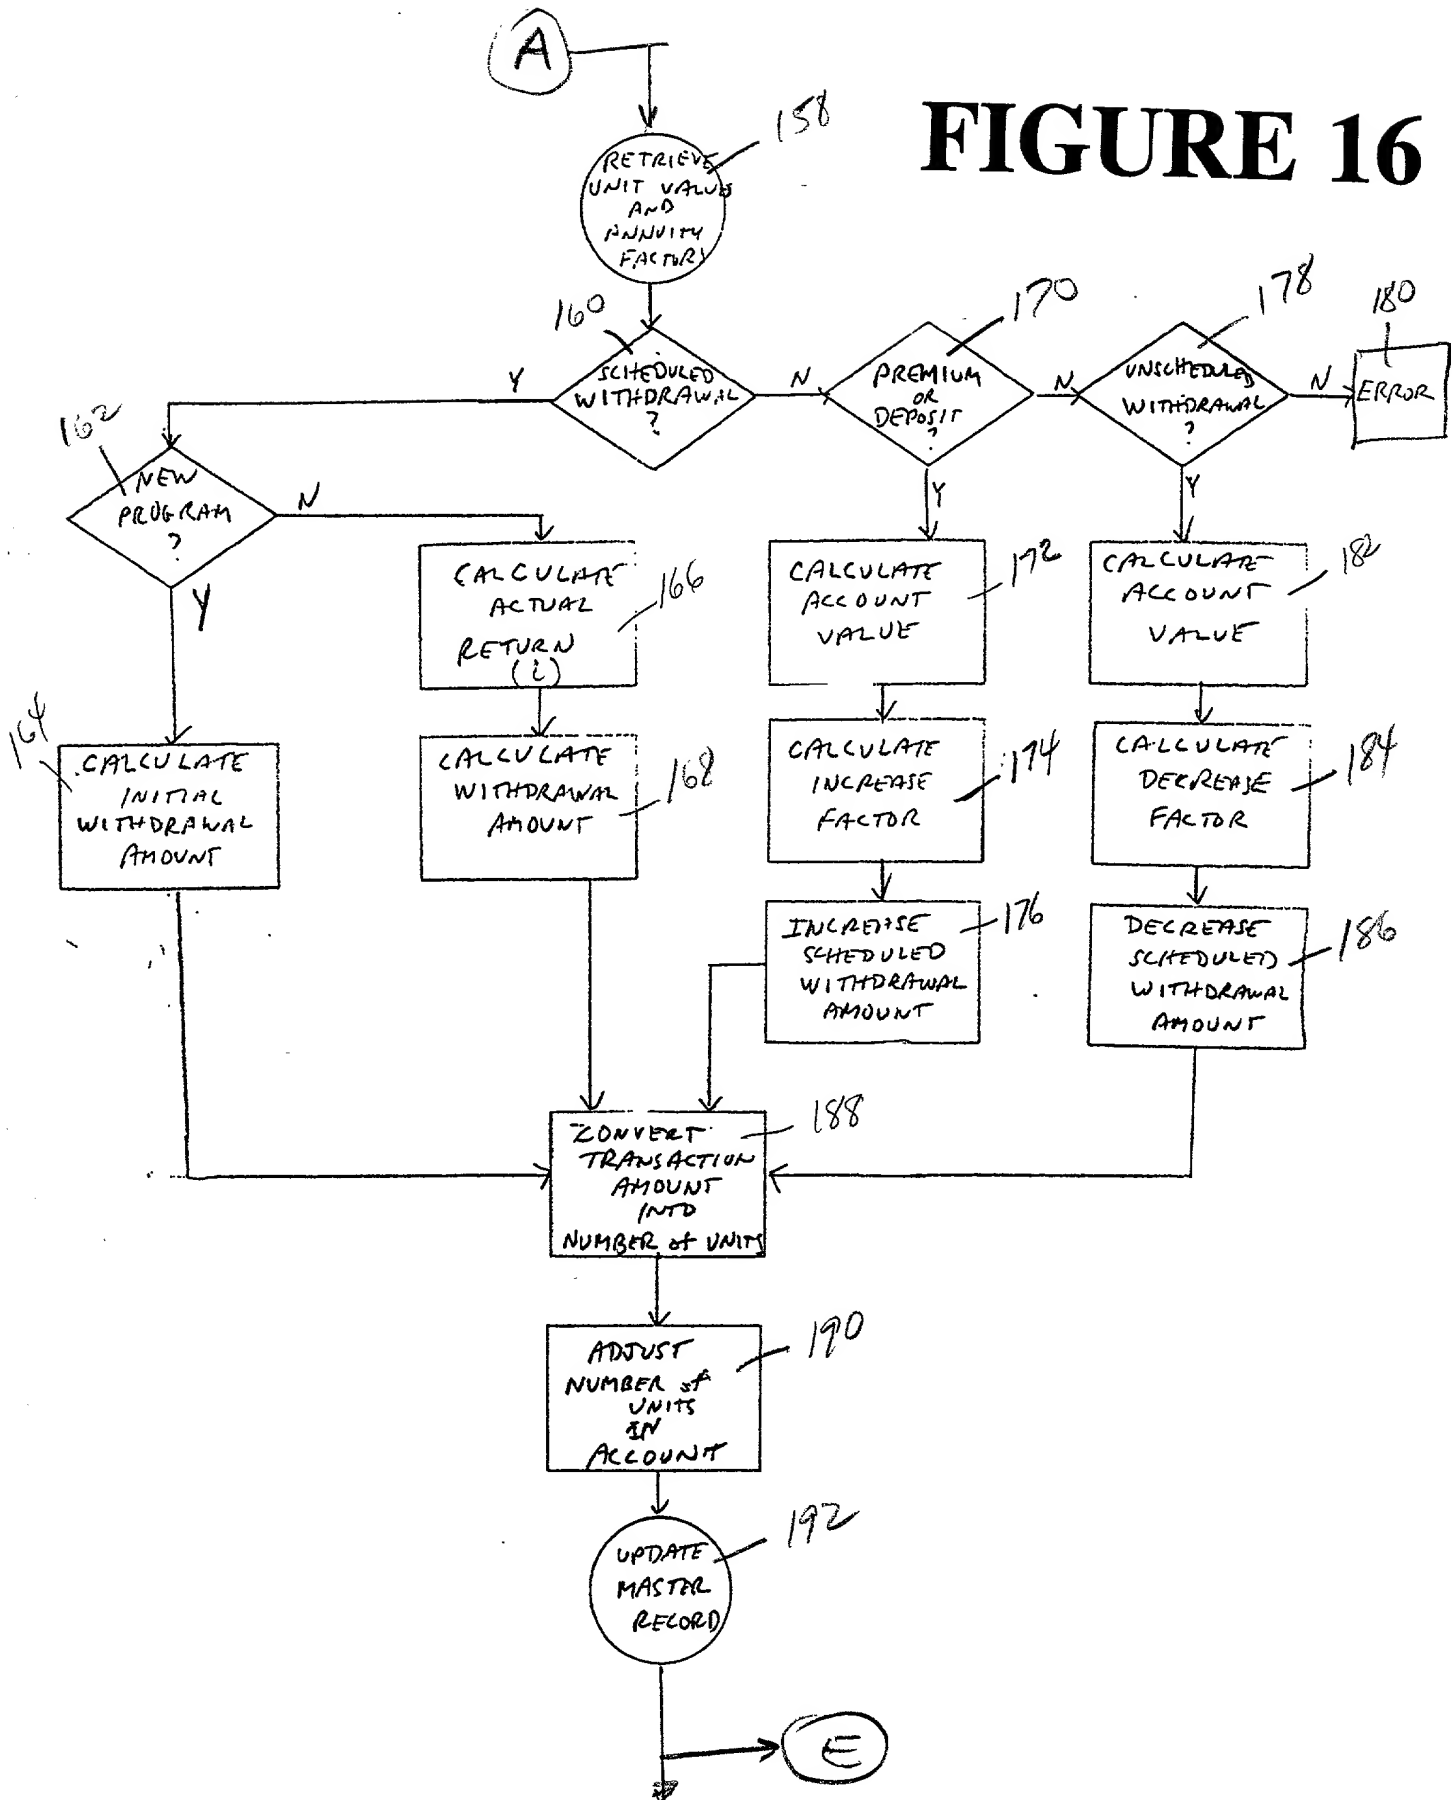 A
FIGURE 16
158
RETRIEVE
UNIT VALUE
AND
ANNUITY
FACTORS
160
SCHEDULED
WITHDRAWAL
?
Y
N
170
PREMIUM
OR
DEPOSIT
?
N
Y
178
UNSCHEDULED
WITHDRAWAL
?
N
Y
180
ERROR
162
NEW
PROGRAM
?
N
Y
CALCULATE
ACTUAL
RETURN
(i)
166
CALCULATE
ACCOUNT
VALUE
172
CALCULATE
ACCOUNT
VALUE
182
164
CALCULATE
INITIAL
WITHDRAWAL
AMOUNT
CALCULATE
WITHDRAWAL
AMOUNT
168
CALCULATE
INCREASE
FACTOR
174
CALCULATE
DECREASE
FACTOR
184
INCREASE
SCHEDULED
WITHDRAWAL
AMOUNT
176
DECREASE
SCHEDULED
WITHDRAWAL
AMOUNT
186
CONVERT
TRANSACTION
AMOUNT
INTO
NUMBER of UNITS
188
ADJUST
NUMBER of
UNITS
IN
ACCOUNT
190
UPDATE
MASTER
RECORD
192
E